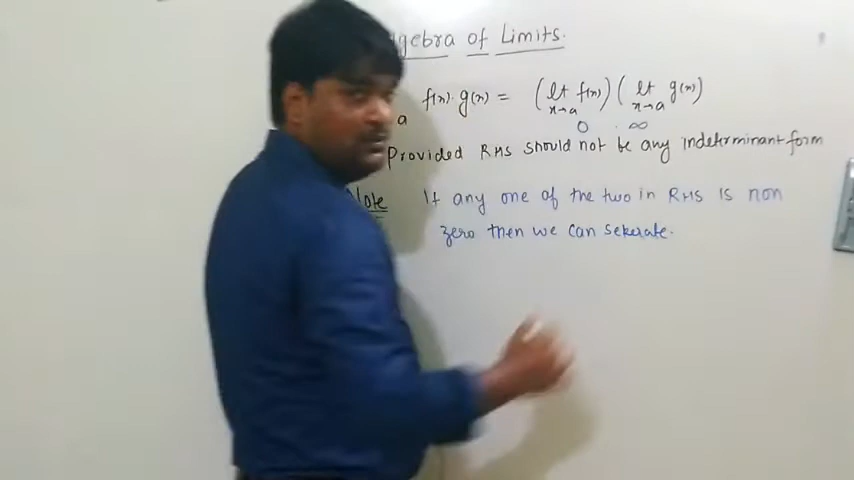 gebra of Limits.
a f(x).g(x) = (lt x→a f(x)) (lt x→a g(x))
0 . ∞
Provided RHS should not be any indeterminant form
Note If any one of the two in RHS is non
zero then we can sekerate.